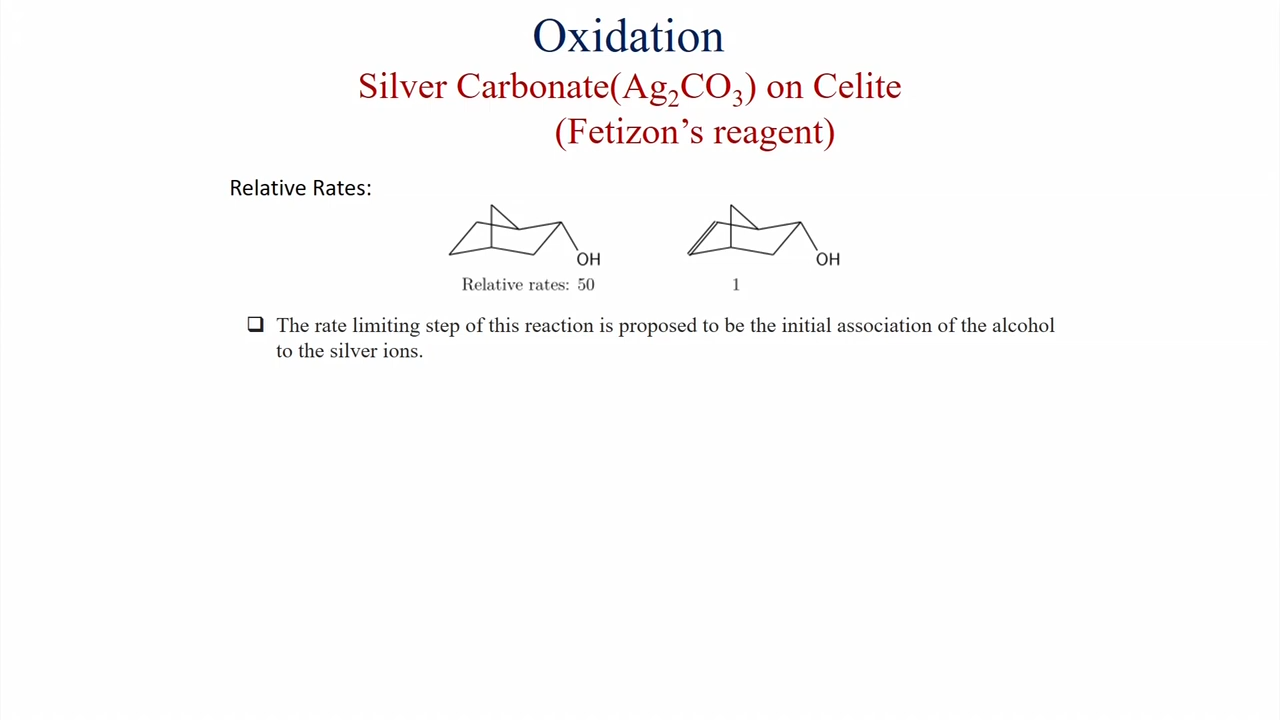 Oxidation
Silver Carbonate(Ag₂CO₃) on Celite
(Fetizon’s reagent)
Relative Rates:
OH OH
Relative rates: 50 1
❑ The rate limiting step of this reaction is proposed to be the initial association of the alcohol
to the silver ions.